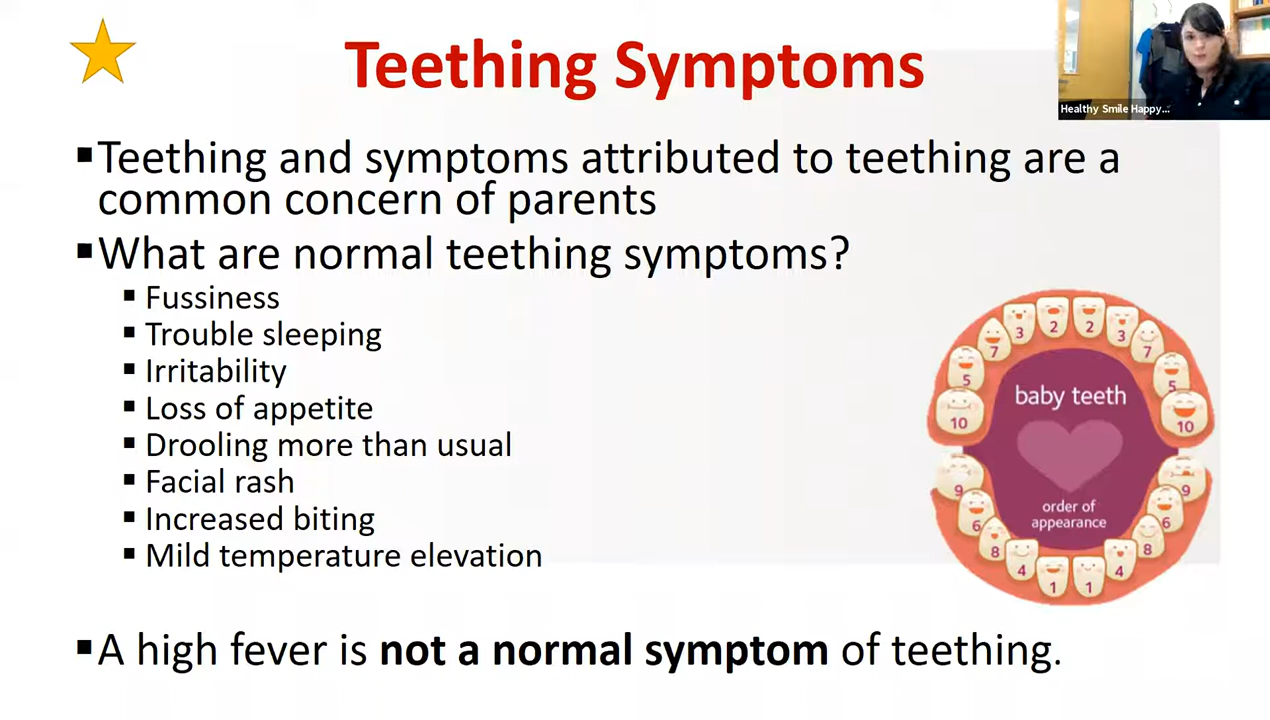 Teething Symptoms
Healthy Smile Happy...
▪Teething and symptoms attributed to teething are a
common concern of parents
▪What are normal teething symptoms?
▪ Fussiness
▪ Trouble sleeping
▪ Irritability
▪ Loss of appetite
▪ Drooling more than usual
▪ Facial rash
▪ Increased biting
▪ Mild temperature elevation
3 2 2 3
7 7
5 5
10 10
baby teeth
order of
appearance
9 9
6 6
8 8
4 4
1 1
▪A high fever is not a normal symptom of teething.